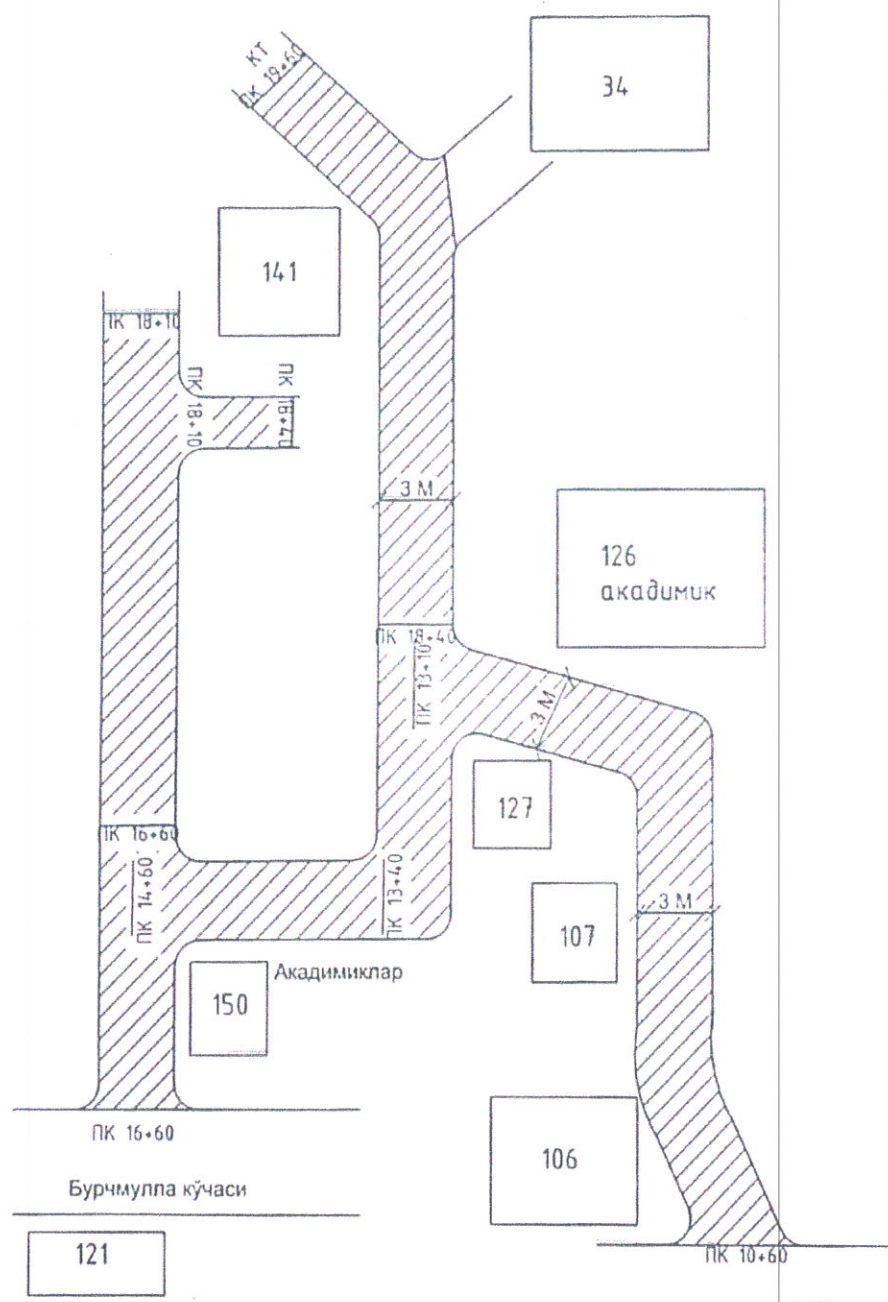 КТ
ПК 19+60
34
141
ПК 18+10
ПК 18+10
ПК 18+40
3 М
126
академик
ПК 18+40
ПК 13+10
3 М
127
ПК 16+60
ПК 14+60
ПК 13+40
3 М
107
Академиклар
150
ПК 16+60
106
Бурчмулла кўчаси
ПК 10+60
121